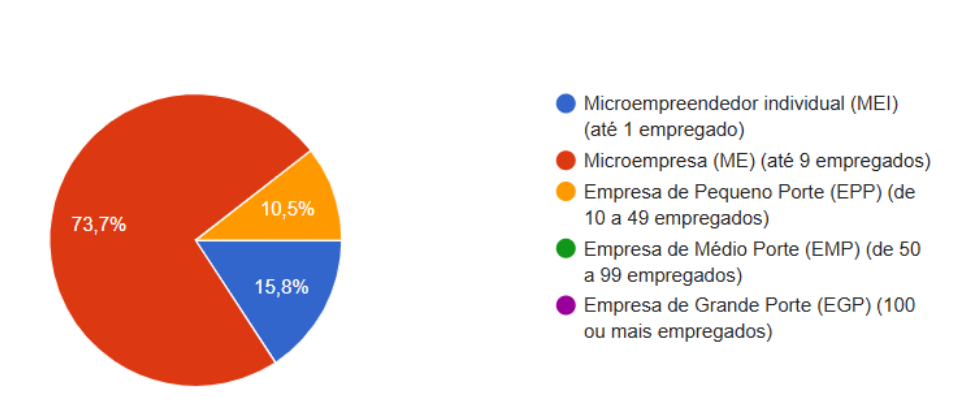 73,7%
10,5%
15,8%
Microempreendedor individual (MEI)
(até 1 empregado)
Microempresa (ME) (até 9 empregados)
Empresa de Pequeno Porte (EPP) (de
10 a 49 empregados)
Empresa de Médio Porte (EMP) (de 50
a 99 empregados)
Empresa de Grande Porte (EGP) (100
ou mais empregados)